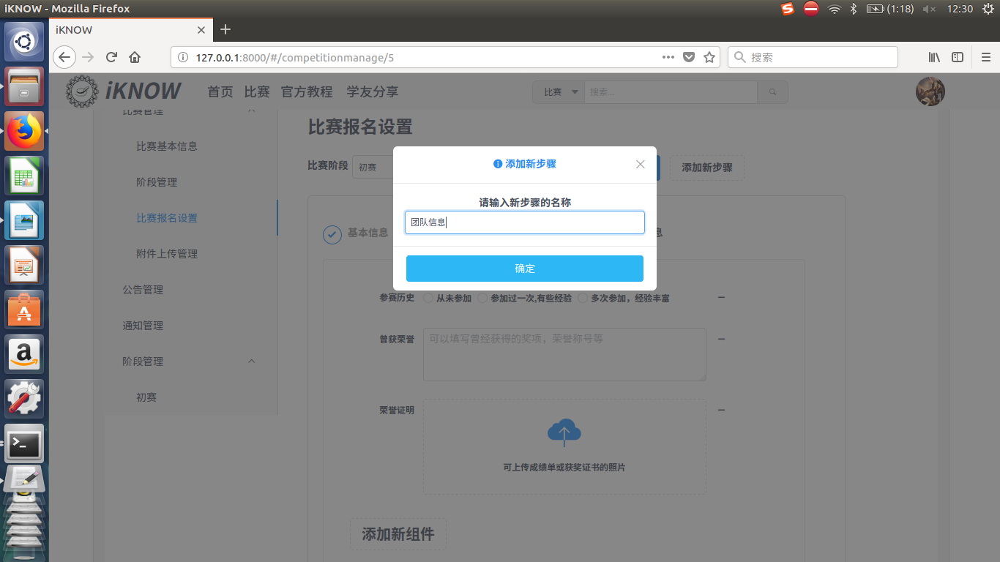 iKNOW - Mozilla Firefox
(1:18)
12:30
iKNOW
127.0.0.1:8000/#/competitionmanage/5
搜索
iKNOW
首页 比赛 官方教程 学友分享
比赛
搜索...
比赛管理
比赛基本信息
阶段管理
比赛报名设置
附件上传管理
公告管理
通知管理
阶段管理
初赛
比赛报名设置
比赛阶段
初赛
添加新步骤
添加新步骤
请输入新步骤的名称
团队信息
确定
基本信息
息
参赛历史 从未参加 参加过一次,有些经验 多次参加，经验丰富
曾获荣誉
可以填写曾经获得的奖项，荣誉称号等
荣誉证明
可上传成绩单或获奖证书的照片
添加新组件